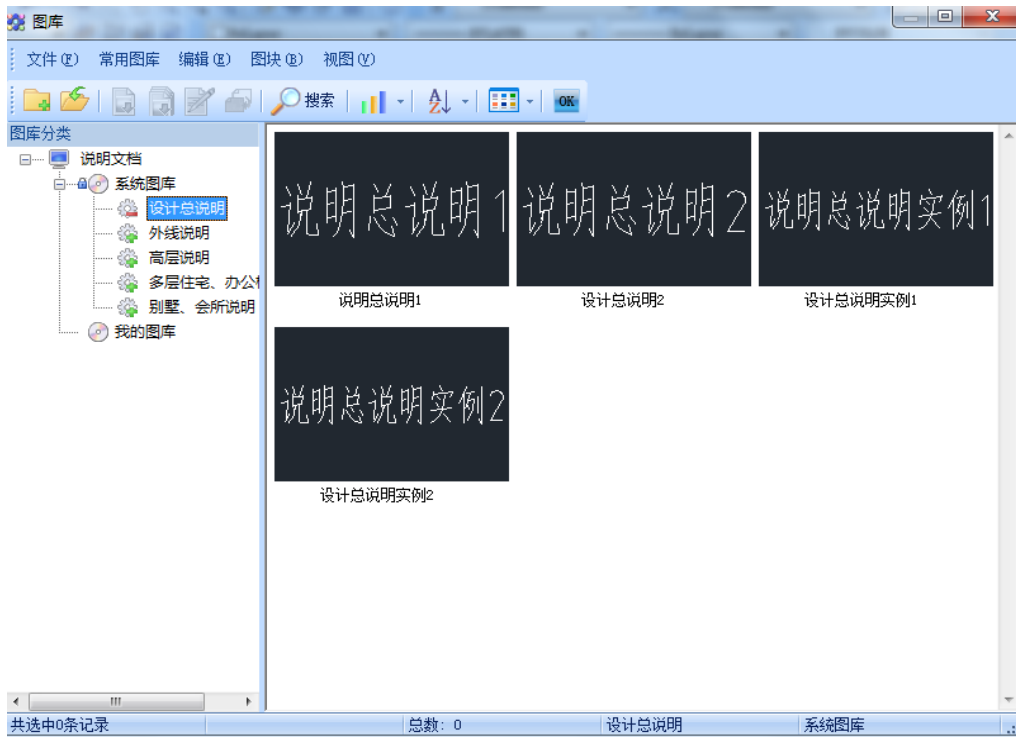 图库
文件(F) 常用图库 编辑(E) 图块(B) 视图(V)
搜索 OK
图库分类
说明文档
系统图库
设计总说明
外线说明
高层说明
多层住宅、办公
别墅、会所说明
我的图库
说明总说明1 说明总说明2 说明总说明实例1
说明总说明1 设计总说明2 设计总说明实例1
说明总说明实例2
设计总说明实例2
共选中0条记录 总数: 0 设计总说明 系统图库